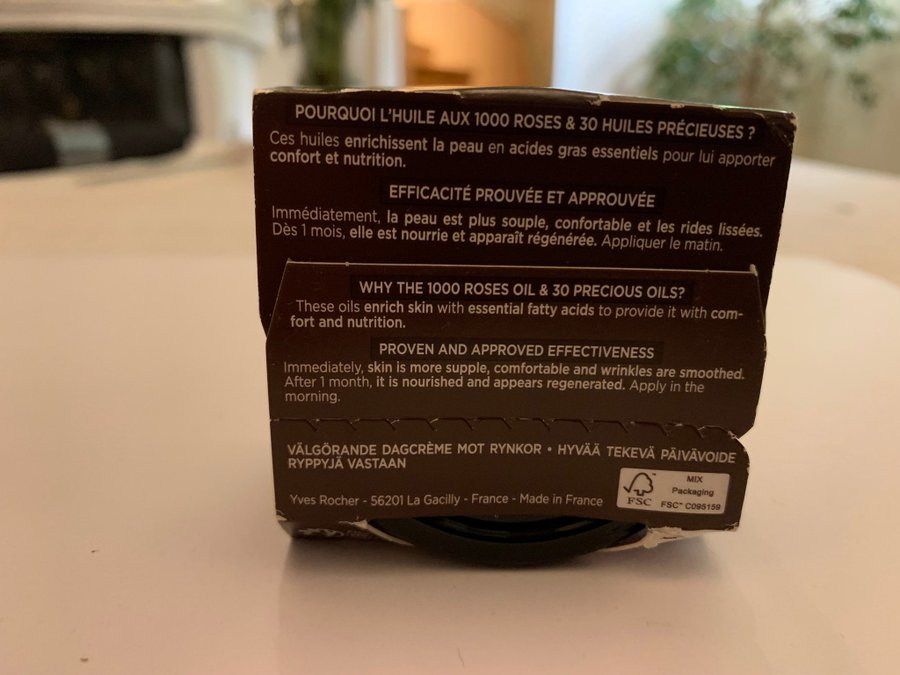 POURQUOI L'HUILE AUX 1000 ROSES & 30 HUILES PRÉCIEUSES ?
Ces huiles enrichissent la peau en acides gras essentiels pour lui apporter
confort et nutrition.
EFFICACITÉ PROUVÉE ET APPROUVÉE
Immédiatement, la peau est plus souple, confortable et les rides lissées.
Dès 1 mois, elle est nourrie et apparaît régénérée. Appliquer le matin.
WHY THE 1000 ROSES OIL & 30 PRECIOUS OILS?
These oils enrich skin with essential fatty acids to provide it with com-
fort and nutrition.
PROVEN AND APPROVED EFFECTIVENESS
Immediately, skin is more supple, comfortable and wrinkles are smoothed.
After 1 month, it is nourished and appears regenerated. Apply in the
morning.
VÄLGÖRANDE DAGCRÈME MOT RYNKOR • HYVÄÄ TEKEVÄ PÄIVÄVOIDE
RYPPYJÄ VASTAAN
Yves Rocher - 56201 La Gacilly - France - Made in France
FSC
MIX
Packaging
FSC™ C095159